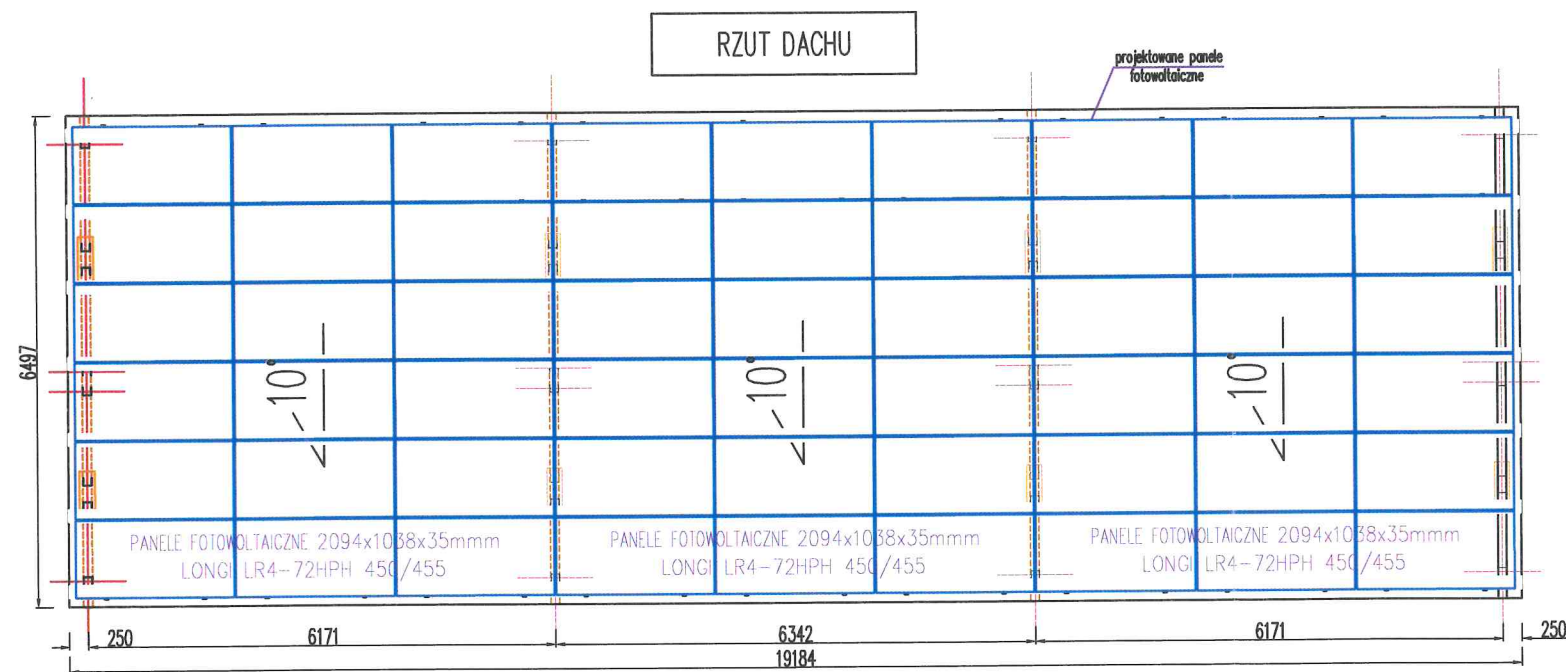 RZUT DACHU
projektowane panele
fotowoltaiczne
6497
10°
10°
10°
PANELE FOTOWOLTAICZNE 2094x1038x35mmm
LONGI LR4-72HPH 450/455
PANELE FOTOWOLTAICZNE 2094x1038x35mmm
LONGI LR4-72HPH 450/455
PANELE FOTOWOLTAICZNE 2094x1038x35mmm
LONGI LR4-72HPH 450/455
250
6171
6342
6171
250
19184